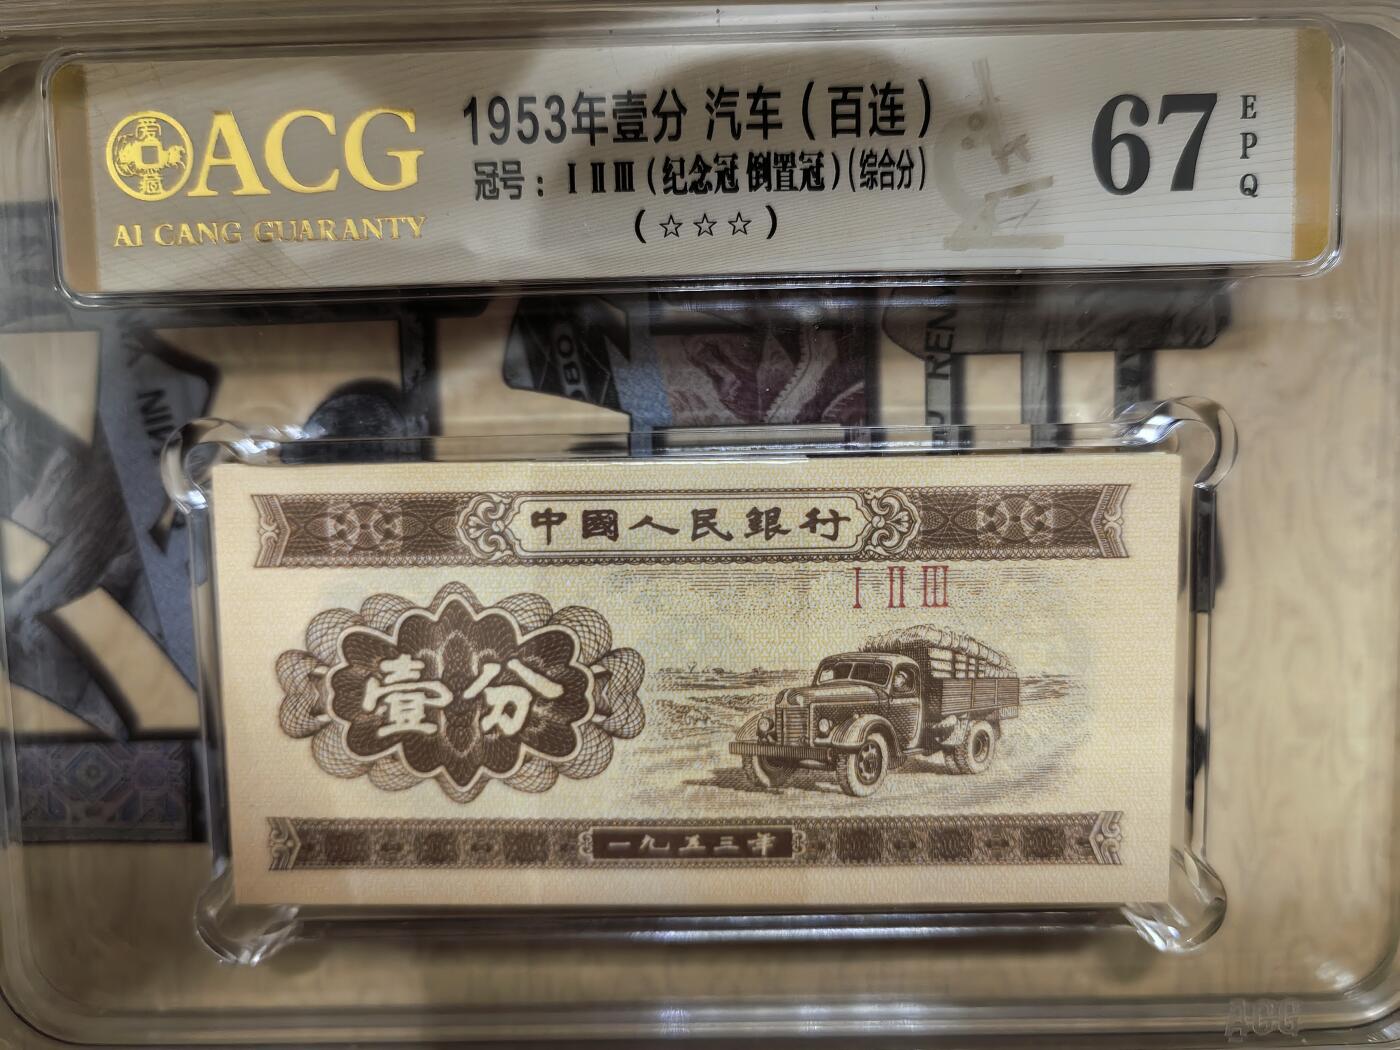 ACG
AI CANG GUARANTY
1953年壹分 汽车（百连）
冠号：Ⅰ Ⅱ Ⅲ（纪念冠 倒置冠）（综合分）
（☆☆☆）
67
EPQ
中國人民銀行
Ⅰ Ⅱ Ⅲ
壹分
一九五三年
ACG